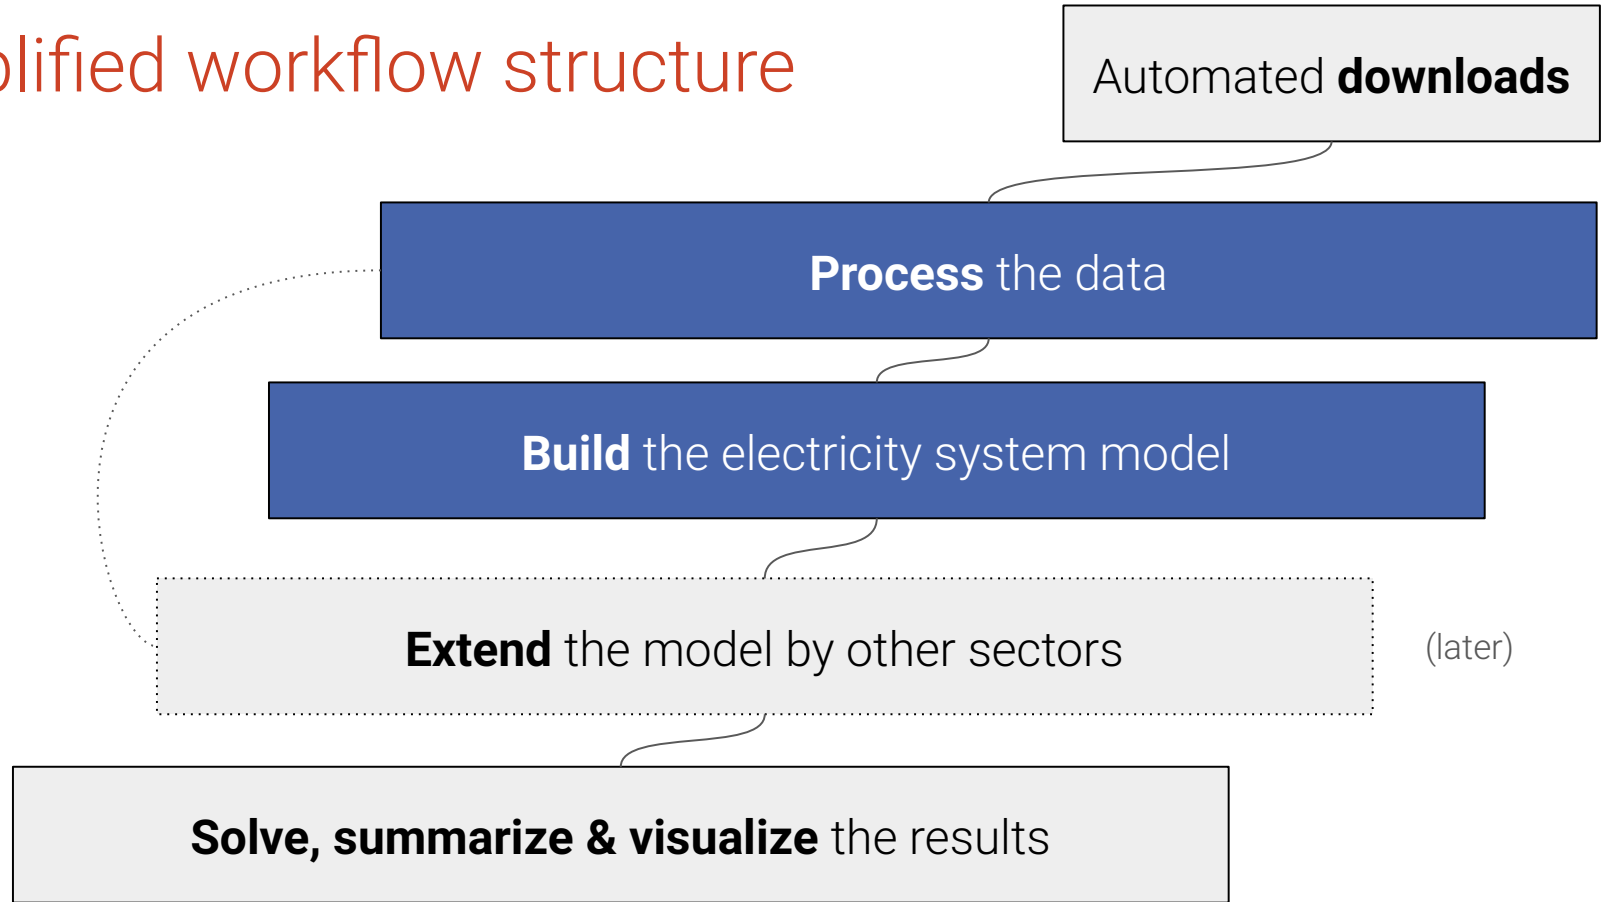 plified workflow structure
Automated downloads
Process the data
Build the electricity system model
Extend the model by other sectors
(later)
Solve, summarize & visualize the results